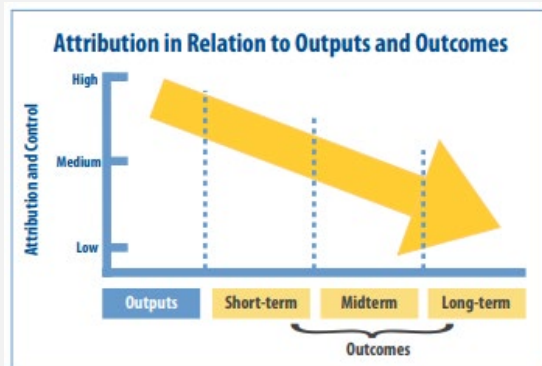 Attribution in Relation to Outputs and Outcomes
High
Attribution and Control
Medium
Low
Outputs
Short-term
Midterm
Long-term
Outcomes